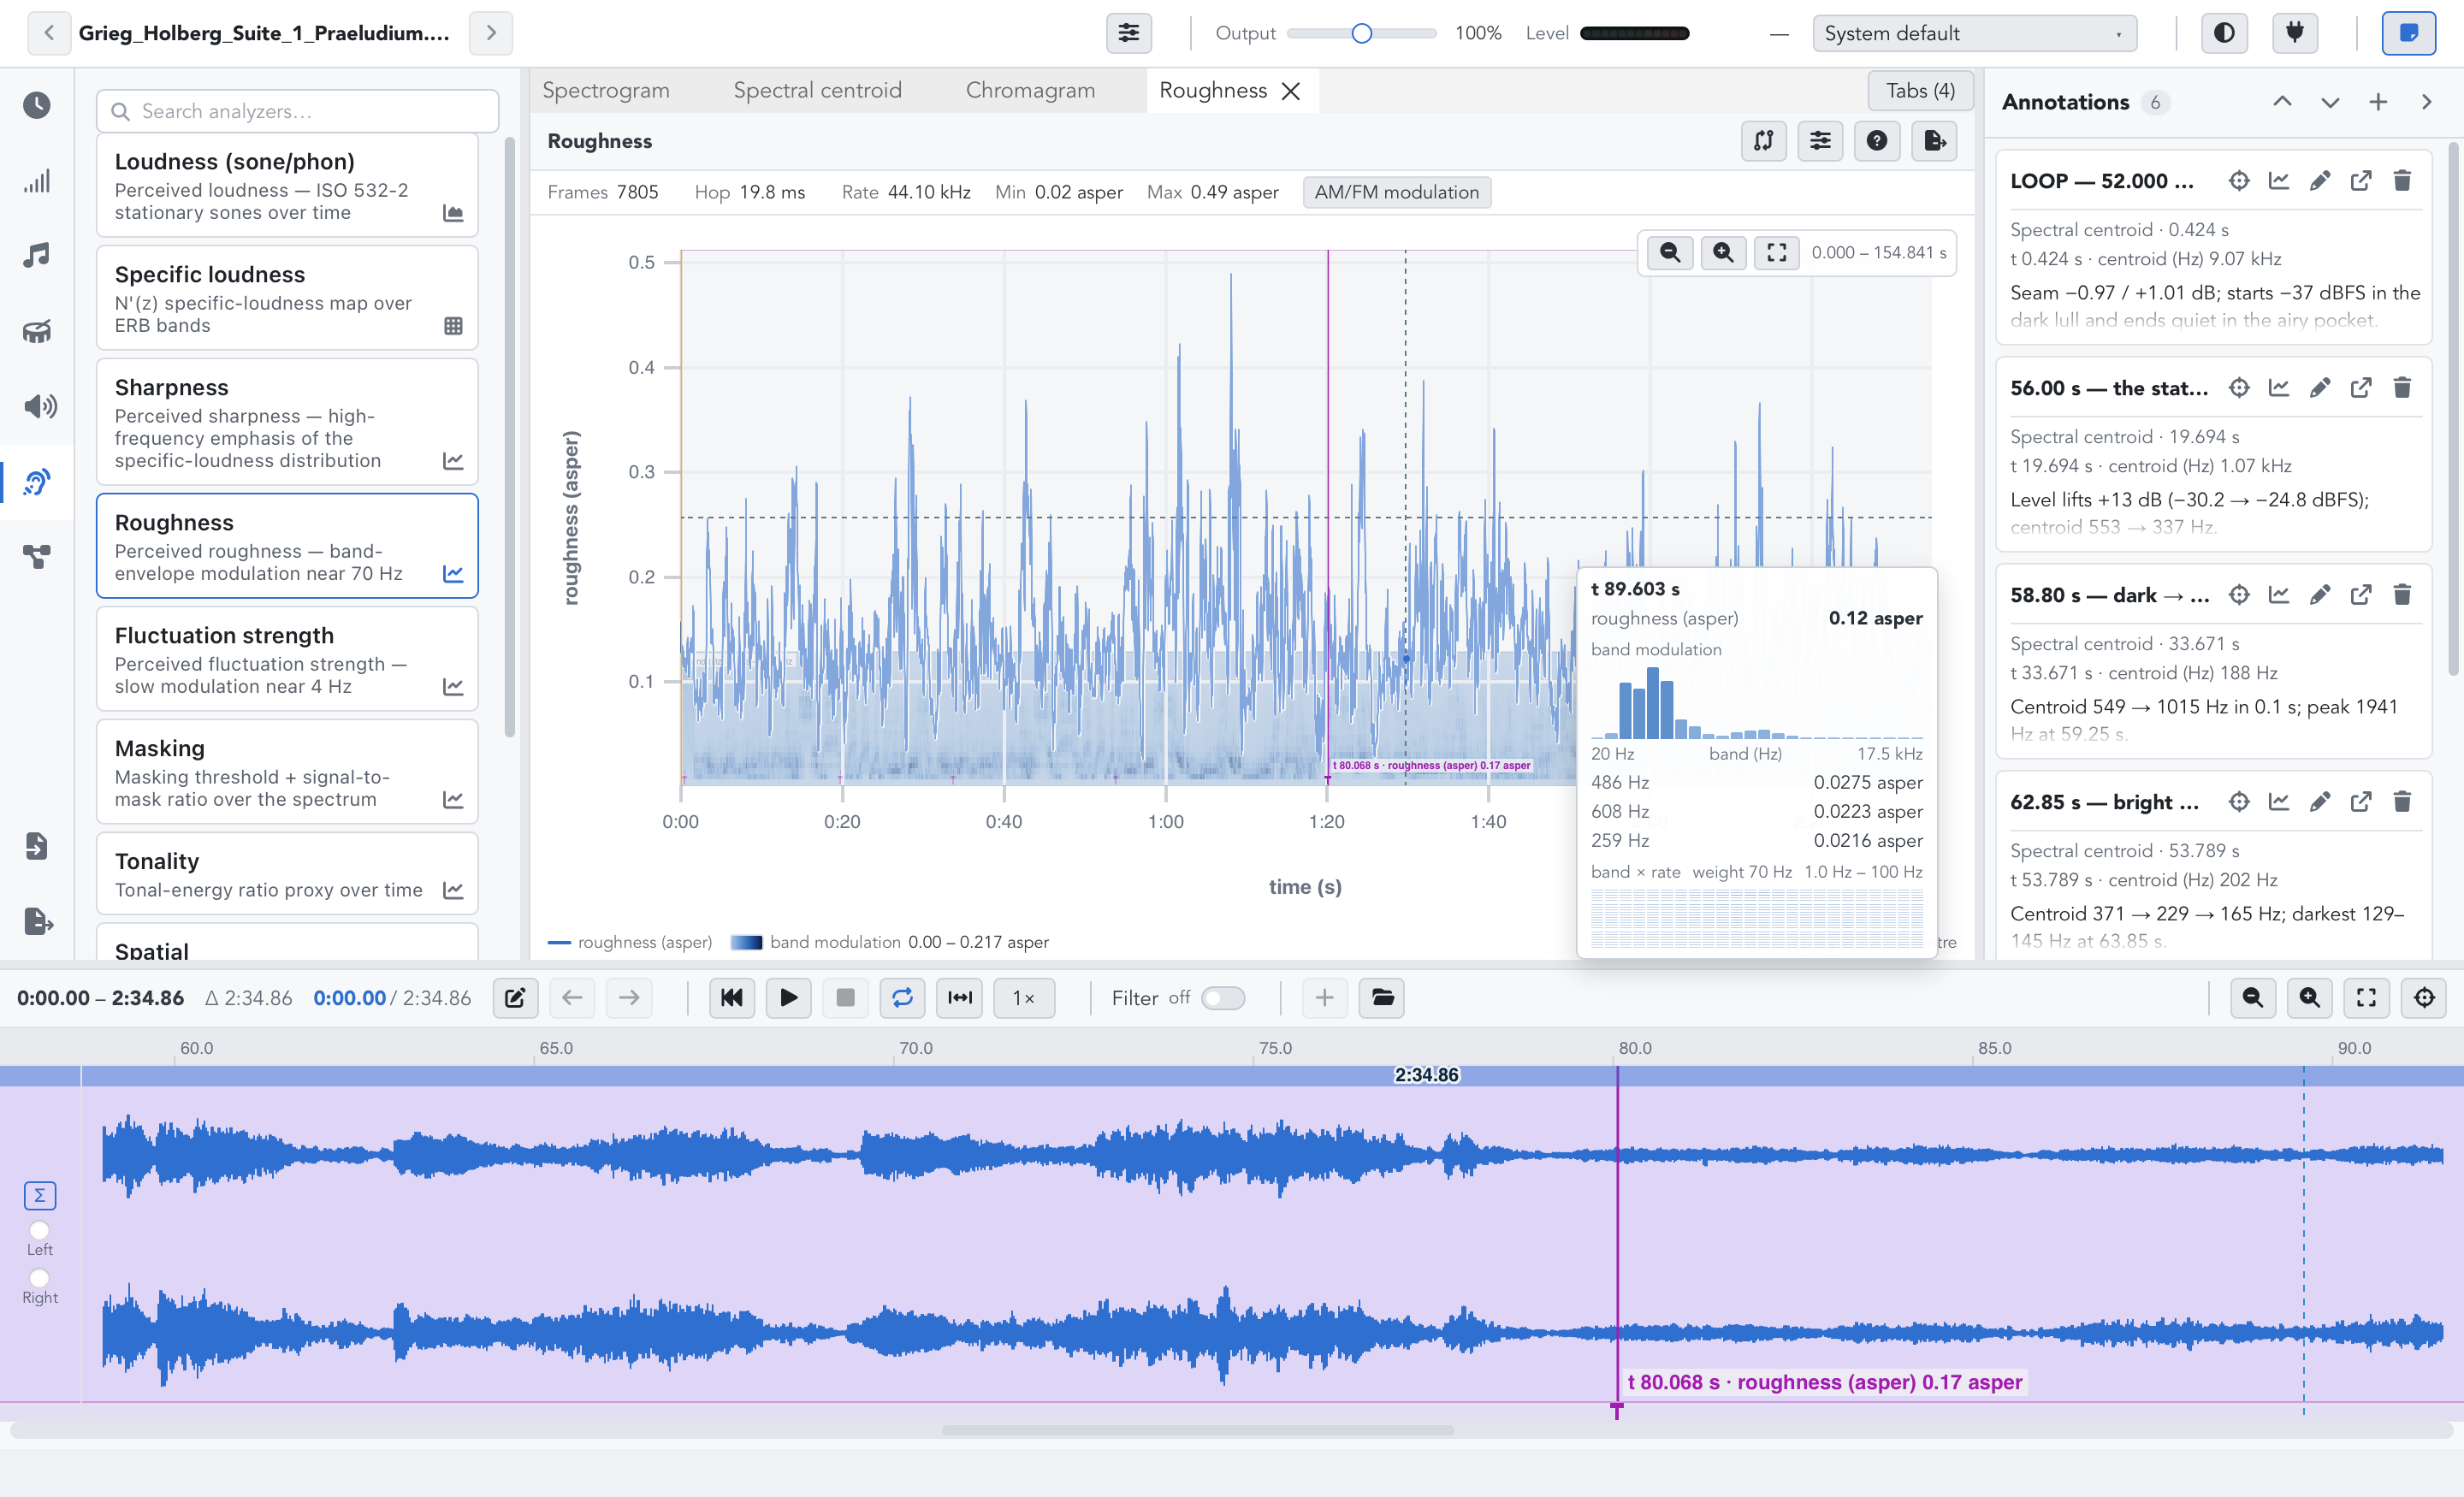 Grieg_Holberg_Suite_1_Praeludium....
Output
100%
Level
—
System default
Search analyzers...
Loudness (sone/phon)
Perceived loudness — ISO 532-2
stationary sones over time
Specific loudness
N'(z) specific-loudness map over
ERB bands
Sharpness
Perceived sharpness — high-
frequency emphasis of the
specific-loudness distribution
Roughness
Perceived roughness — band-
envelope modulation near 70 Hz
Fluctuation strength
Perceived fluctuation strength —
slow modulation near 4 Hz
Masking
Masking threshold + signal-to-
mask ratio over the spectrum
Tonality
Tonal-energy ratio proxy over time
Spatial
Spectrogram
Spectral centroid
Chromagram
Roughness
Tabs (4)
Roughness
Frames 7805
Hop 19.8 ms
Rate 44.10 kHz
Min 0.02 asper
Max 0.49 asper
AM/FM modulation
0.000 – 154.841 s
roughness (asper)
0.5
0.4
0.3
0.2
0.1
t 80.068 s · roughness (asper) 0.17 asper
0:00
0:20
0:40
1:00
1:20
1:40
time (s)
roughness (asper)
band modulation 0.00 – 0.217 asper
tre
t 89.603 s
roughness (asper) 0.12 asper
band modulation
20 Hz band (Hz) 17.5 kHz
486 Hz 0.0275 asper
608 Hz 0.0223 asper
259 Hz 0.0216 asper
band × rate weight 70 Hz 1.0 Hz – 100 Hz
Annotations 6
LOOP — 52.000 ...
Spectral centroid · 0.424 s
t 0.424 s · centroid (Hz) 9.07 kHz
Seam −0.97 / +1.01 dB; starts −37 dBFS in the
dark lull and ends quiet in the airy pocket.
56.00 s — the stat...
Spectral centroid · 19.694 s
t 19.694 s · centroid (Hz) 1.07 kHz
Level lifts +13 dB (−30.2 → −24.8 dBFS);
centroid 553 → 337 Hz.
58.80 s — dark → ...
Spectral centroid · 33.671 s
t 33.671 s · centroid (Hz) 188 Hz
Centroid 549 → 1015 Hz in 0.1 s; peak 1941
Hz at 59.25 s.
62.85 s — bright ...
Spectral centroid · 53.789 s
t 53.789 s · centroid (Hz) 202 Hz
Centroid 371 → 229 → 165 Hz; darkest 129–
145 Hz at 63.85 s.
0:00.00 – 2:34.86
Δ 2:34.86
0:00.00 / 2:34.86
1×
Filter off
60.0
65.0
70.0
75.0
80.0
85.0
90.0
2:34.86
Σ
Left
Right
t 80.068 s · roughness (asper) 0.17 asper